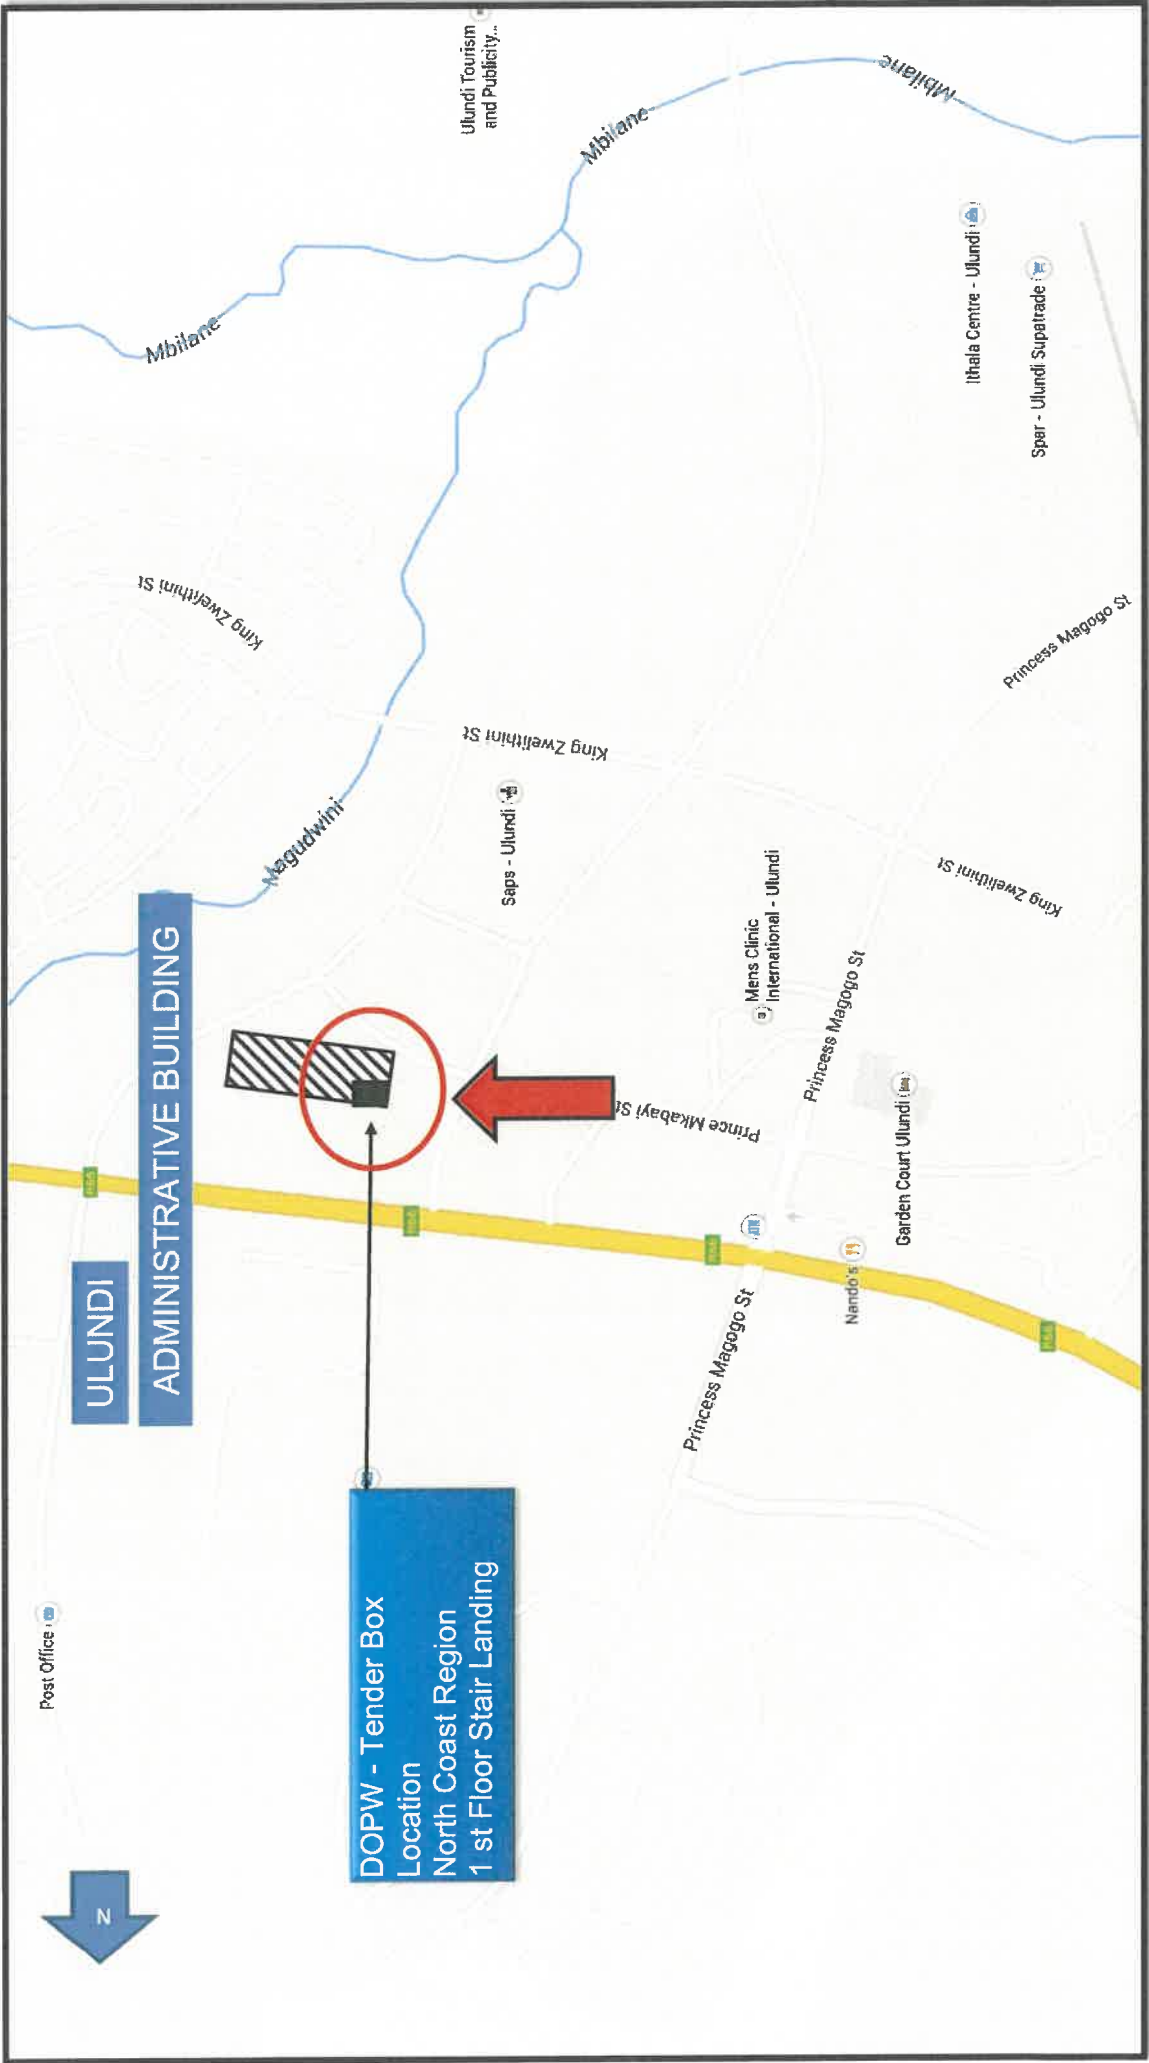 Post Office
N
ULUNDI
ADMINISTRATIVE BUILDING
Mbilane
King Zwelithini St
Magudwini
DOPW - Tender Box
Location
North Coast Region
1 st Floor Stair Landing
Ulundi Tourism
and Publicity...
Saps - Ulundi
King Zwelithini St
Mbilane
Prince Mkabayi St
Princess Magogo St
Mens Clinic
International - Ulundi
ATM
Princess Magogo St
Nando's
Garden Court Ulundi
Mbilane
Ithala Centre - Ulundi
King Zwelithini St
Spar - Ulundi Supatrade
Princess Magogo St